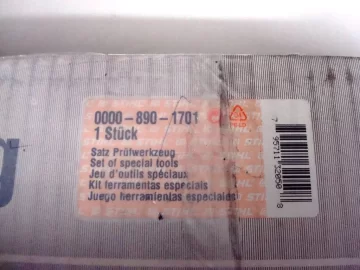 0000-890-1701
1 Stück
Satz Prüfwerkzeug
Set of special tools
Jeu d'outils spéciaux
Kit ferramentas especiais
Juego herramientas especiales
STIHL